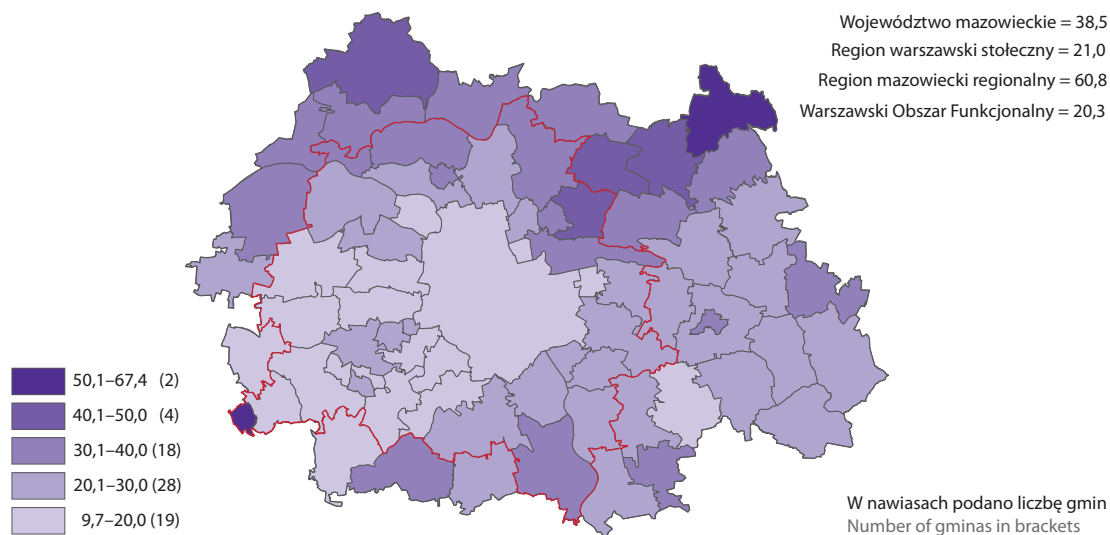 Województwo mazowieckie = 38,5
Region warszawski stołeczny = 21,0
Region mazowiecki regionalny = 60,8
Warszawski Obszar Funkcjonalny = 20,3
50,1–67,4 (2)
40,1–50,0 (4)
30,1–40,0 (18)
20,1–30,0 (28)
9,7–20,0 (19)
W nawiasach podano liczbę gmin
Number of gminas in brackets